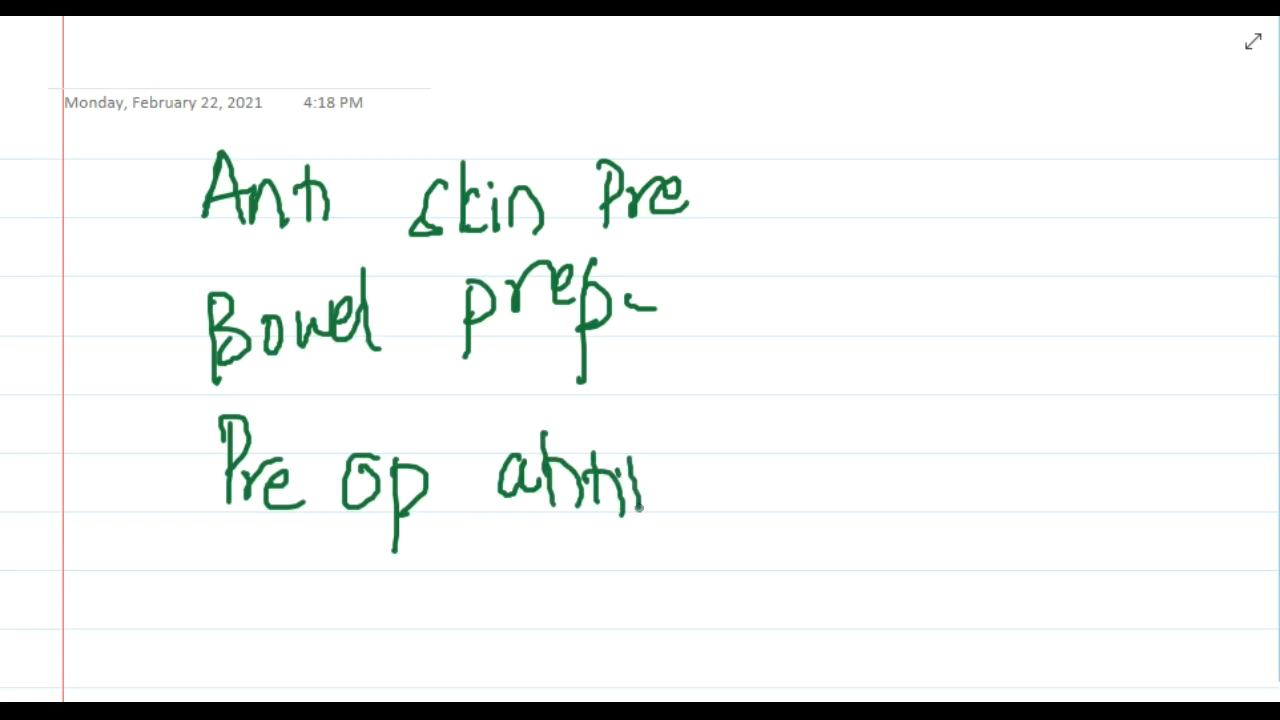 Monday, February 22, 2021 4:18 PM
Anti skin Pre
Bowel prep-
Pre op anti